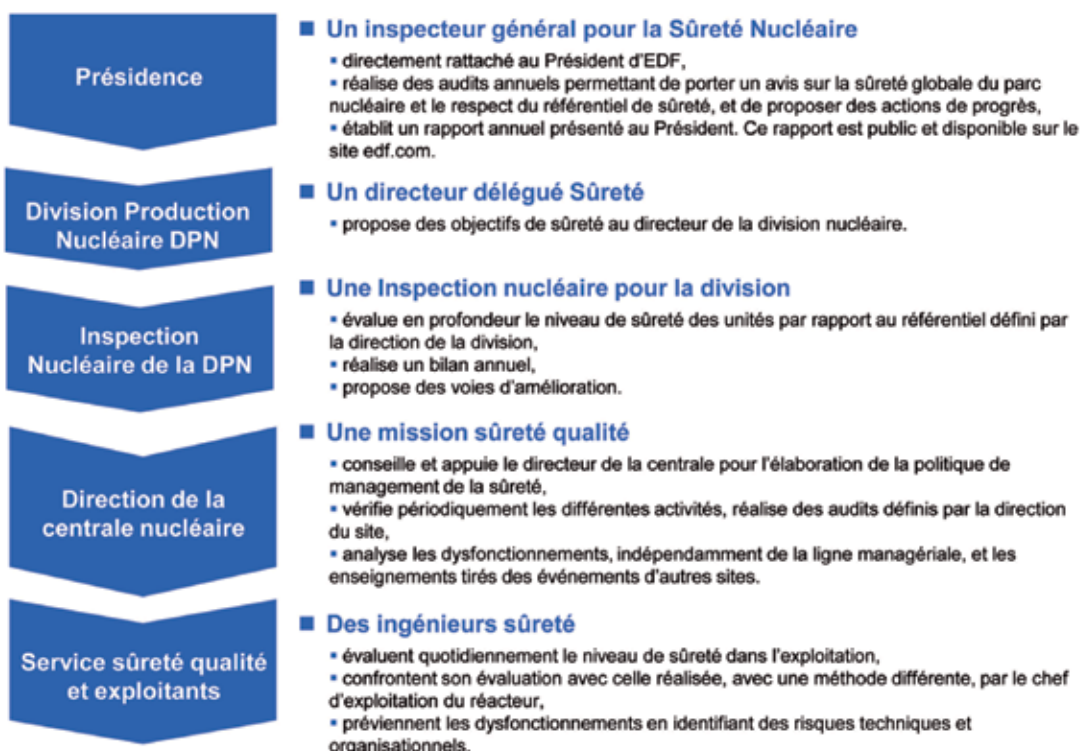 Présidence
■ Un inspecteur général pour la Sûreté Nucléaire
▪ directement rattaché au Président d'EDF,
▪ réalise des audits annuels permettant de porter un avis sur la sûreté globale du parc
nucléaire et le respect du référentiel de sûreté, et de proposer des actions de progrès,
▪ établit un rapport annuel présenté au Président. Ce rapport est public et disponible sur le
site edf.com.
Division Production
Nucléaire DPN
■ Un directeur délégué Sûreté
▪ propose des objectifs de sûreté au directeur de la division nucléaire.
Inspection
Nucléaire de la DPN
■ Une Inspection nucléaire pour la division
▪ évalue en profondeur le niveau de sûreté des unités par rapport au référentiel défini par
la direction de la division,
▪ réalise un bilan annuel,
▪ propose des voies d'amélioration.
Direction de la
centrale nucléaire
■ Une mission sûreté qualité
▪ conseille et appuie le directeur de la centrale pour l'élaboration de la politique de
management de la sûreté,
▪ vérifie périodiquement les différentes activités, réalise des audits définis par la direction
du site,
▪ analyse les dysfonctionnements, indépendamment de la ligne managériale, et les
enseignements tirés des événements d'autres sites.
Service sûreté qualité
et exploitants
■ Des ingénieurs sûreté
▪ évaluent quotidiennement le niveau de sûreté dans l'exploitation,
▪ confrontent son évaluation avec celle réalisée, avec une méthode différente, par le chef
d'exploitation du réacteur,
▪ préviennent les dysfonctionnements en identifiant des risques techniques et
organisationnels.